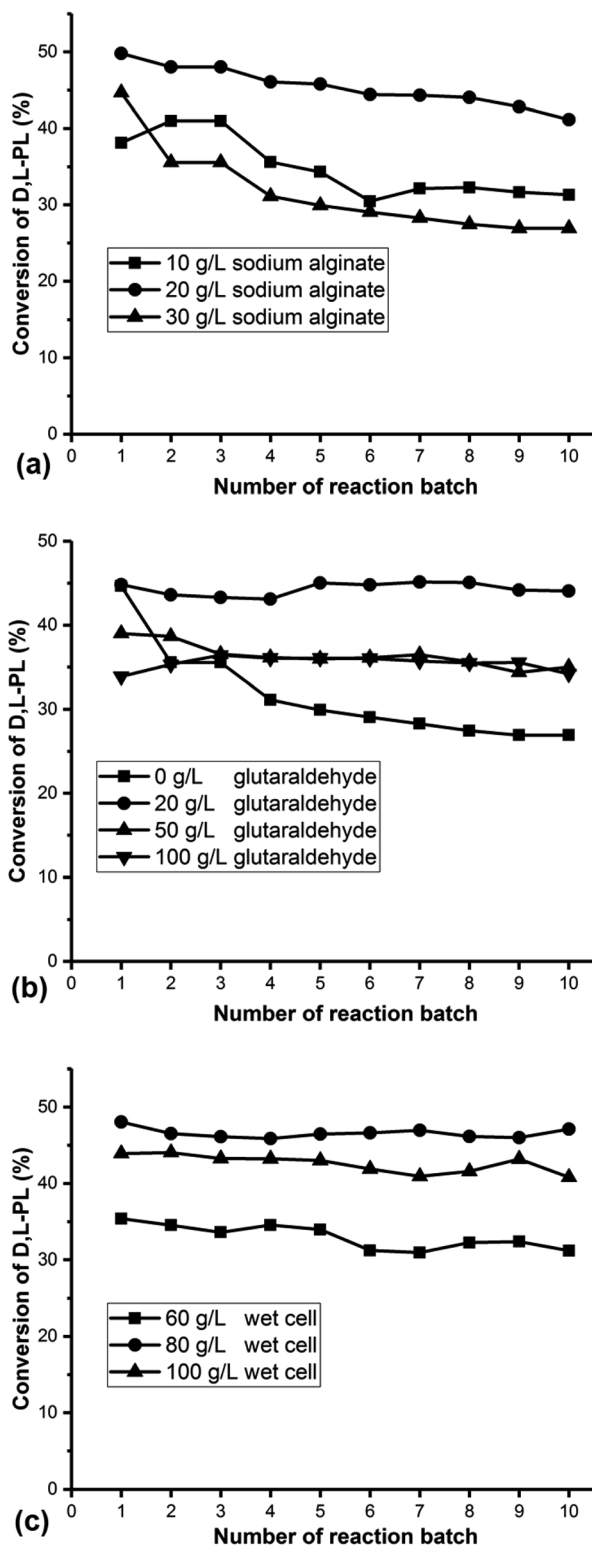 50
40
30
20
10
0
Conversion of D,L-PL (%)
10 g/L sodium alginate
20 g/L sodium alginate
30 g/L sodium alginate
0 1 2 3 4 5 6 7 8 9 10
(a)
Number of reaction batch
50
40
30
20
10
0
Conversion of D,L-PL (%)
0 g/L glutaraldehyde
20 g/L glutaraldehyde
50 g/L glutaraldehyde
100 g/L glutaraldehyde
0 1 2 3 4 5 6 7 8 9 10
(b)
Number of reaction batch
50
40
30
20
10
0
Conversion of D,L-PL (%)
60 g/L wet cell
80 g/L wet cell
100 g/L wet cell
0 1 2 3 4 5 6 7 8 9 10
(c)
Number of reaction batch